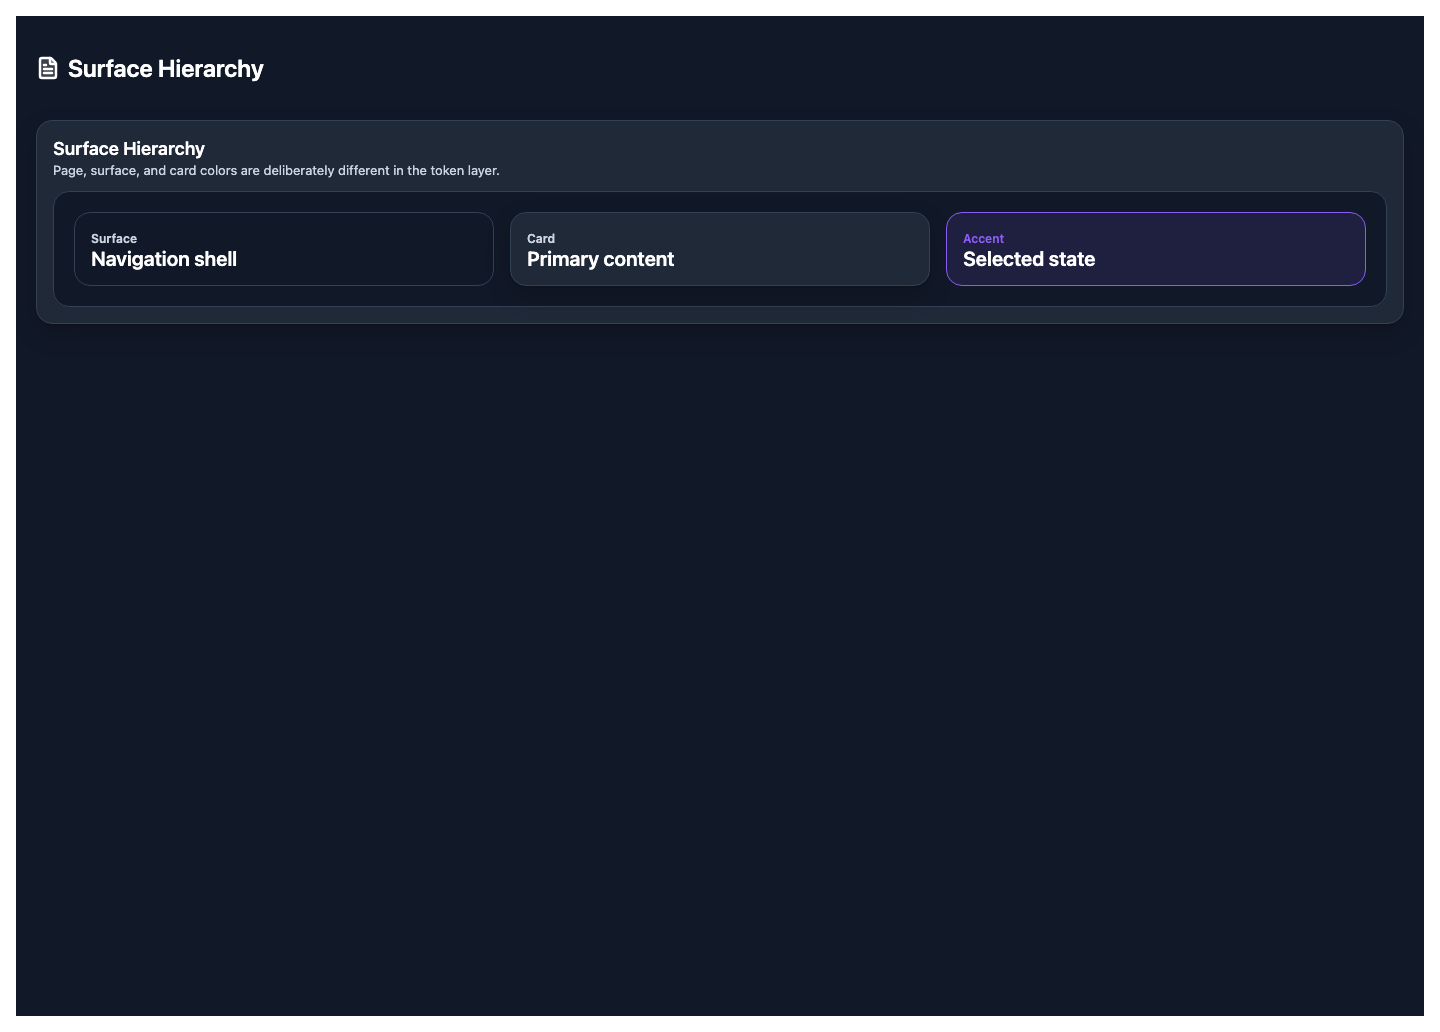 Surface Hierarchy
Surface Hierarchy
Page, surface, and card colors are deliberately different in the token layer.
Surface
Navigation shell
Card
Primary content
Accent
Selected state